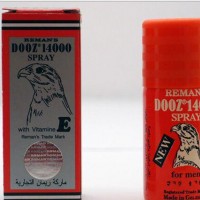 REMAN'S
DOOZ® 14000
SPRAY
with Vitamine E
Reman's Trade Mark
ماركة ريمان التجارية
REMAN'S
DOOZ® 14000
SPRAY
NEW
for men